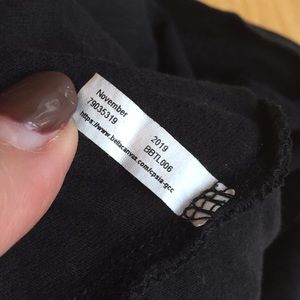 November 2019
79035319 BBTL006
https://www.bellacanvas.com/cpsia-gcc